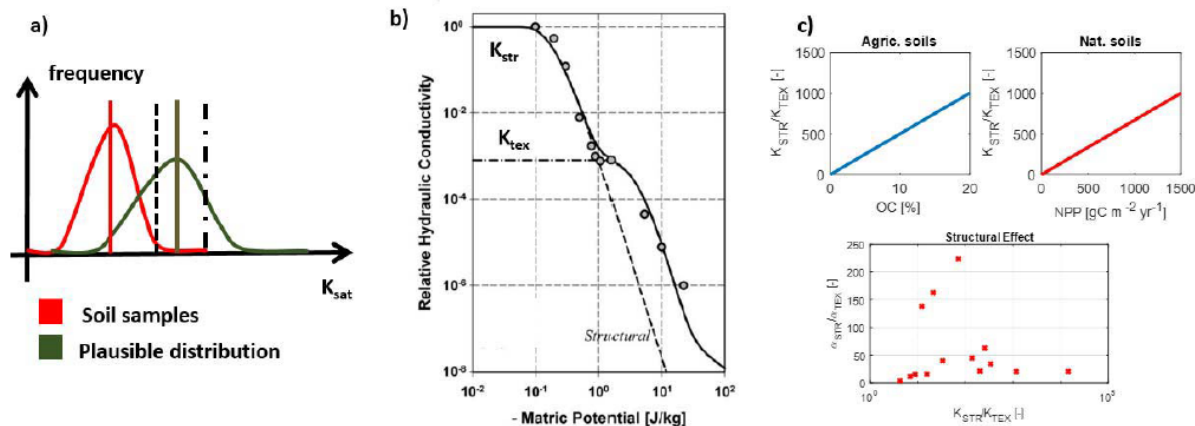 a)
frequency
K_sat
Soil samples
Plausible distribution
b)
Relative Hydraulic Conductivity
10^0
10^-2
10^-4
10^-6
10^-8
K_str
K_tex
Structural
10^-2 10^-1 10^0 10^1 10^2
- Matric Potential [J/kg]
c)
Agric. soils
K_STR/K_TEX [-]
1500
1000
500
0
0 10 20
OC [%]
Nat. soils
K_STR/K_TEX [-]
1500
1000
500
0
0 500 1000 1500
NPP [gC m^-2 yr^-1]
Structural Effect
α_STR/α_TEX [-]
250
200
150
100
50
0
10^0 10^5
K_STR/K_TEX [-]